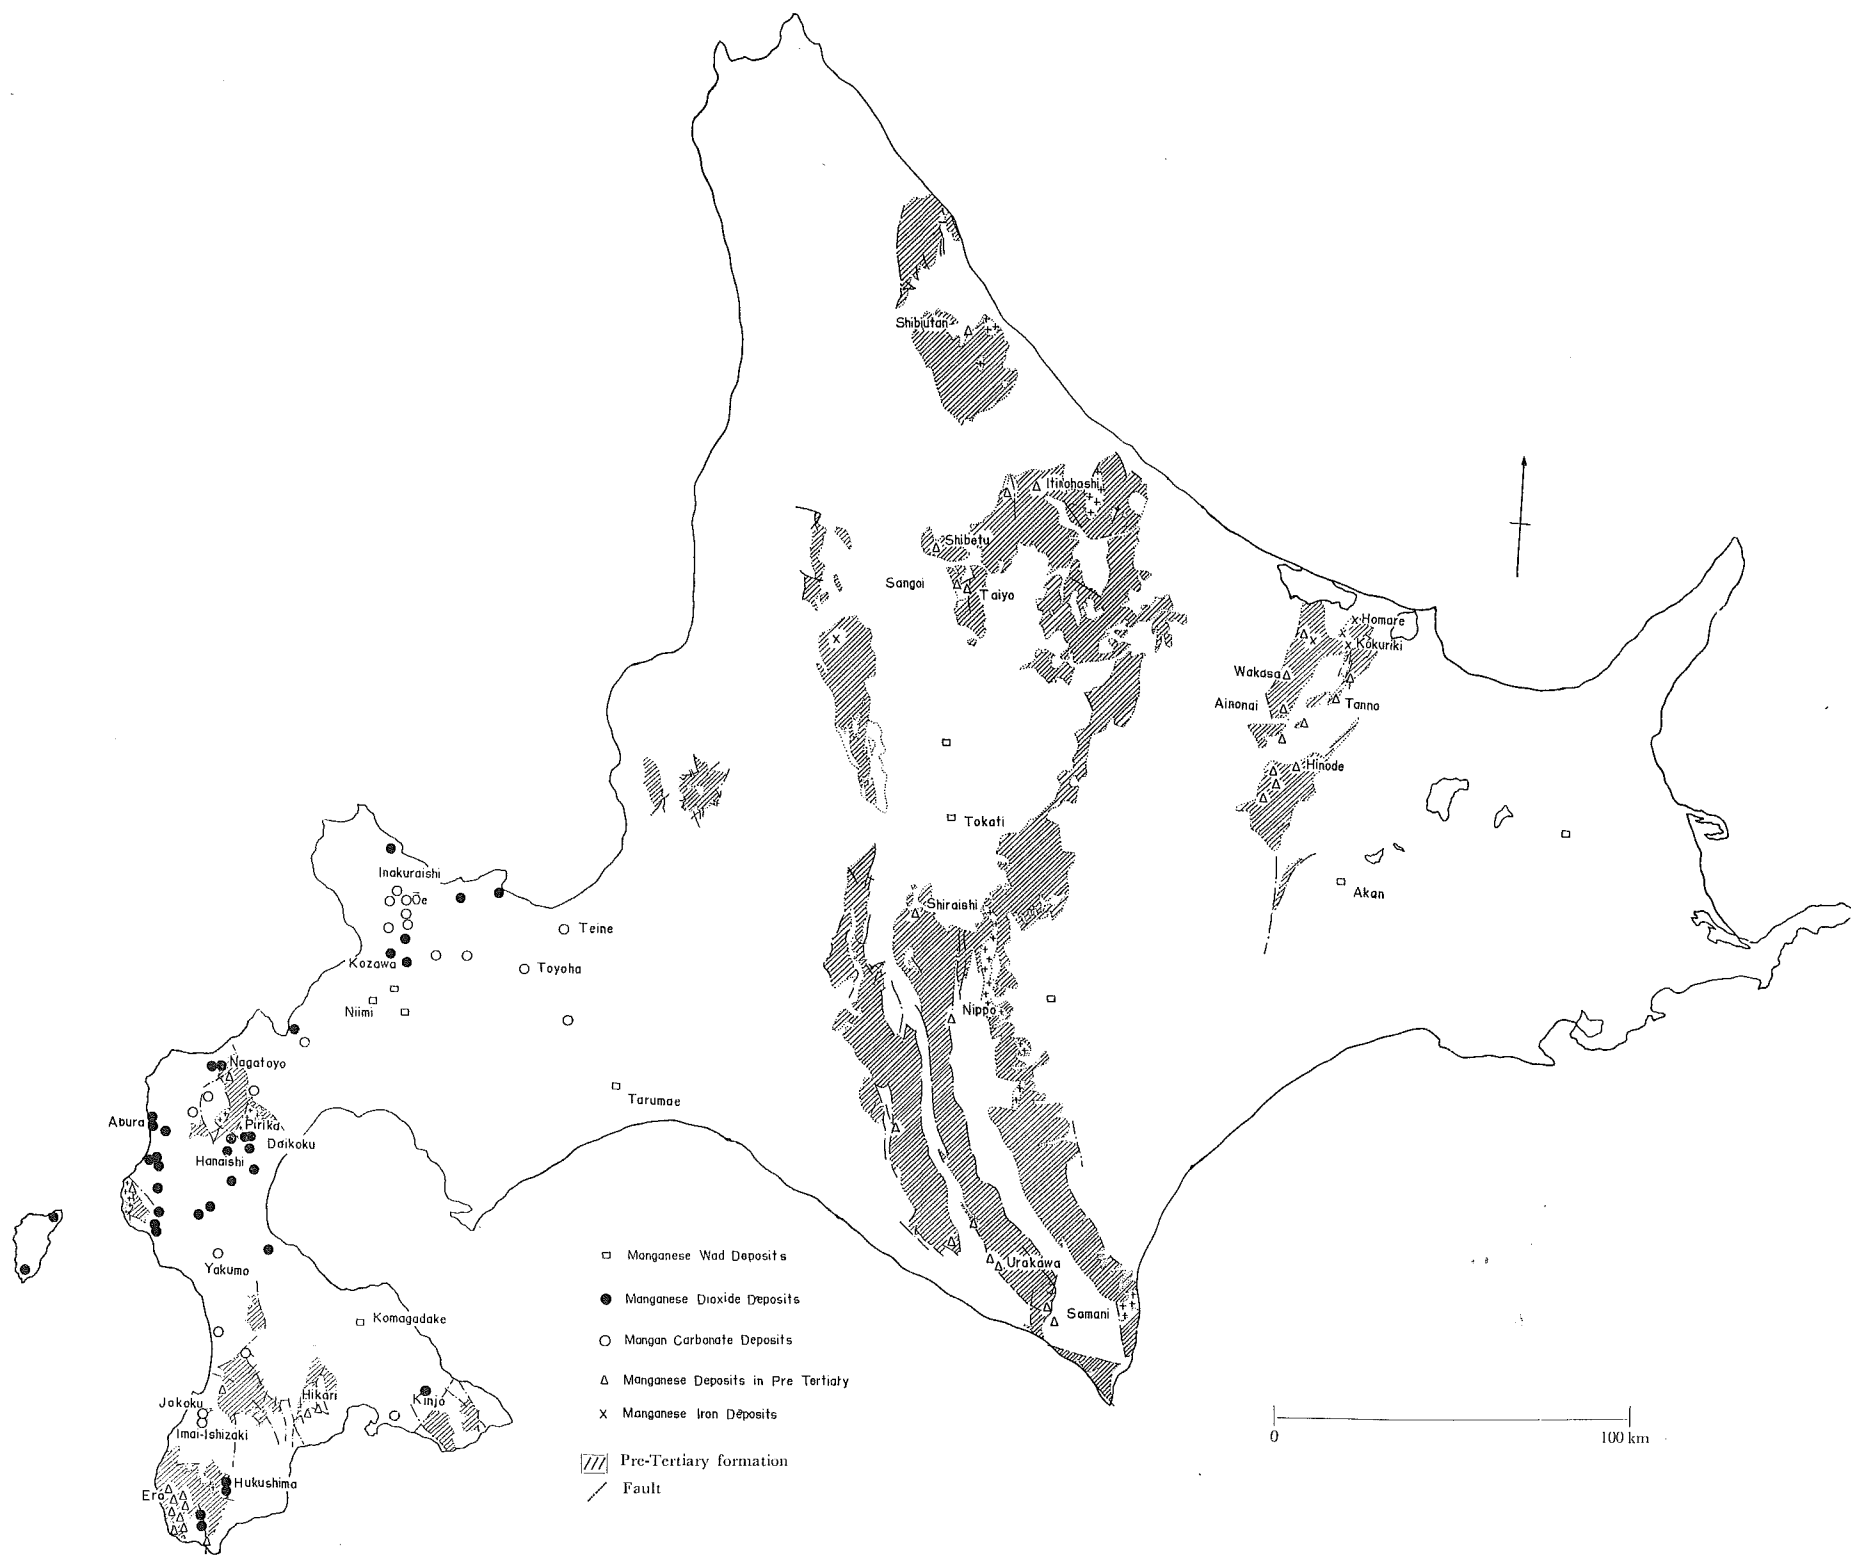 Shibiutan
Itinohashi
Shibetu
Sangoi
Taiyo
Homare
Kokuriki
Wakasa
Ainonai
Tanno
Hinode
Tokati
Akan
Inakuraishi
Ōe
Shiraishi
Teine
Kozawa
Toyoha
Niimi
Nippo
Nagatoyo
Tarumae
Abura
Pirika
Daikoku
Hanaishi
Yakumo
Urakawa
Samani
Komagadake
Hikari
Kinjo
Jokoku
Imai-Ishizaki
Hukushima
Era
Manganese Wad Deposits
Manganese Dioxide Deposits
Mangan Carbonate Deposits
Manganese Deposits in Pre Tertiary
Manganese Iron Deposits
Pre-Tertiary formation
Fault
0 100 km